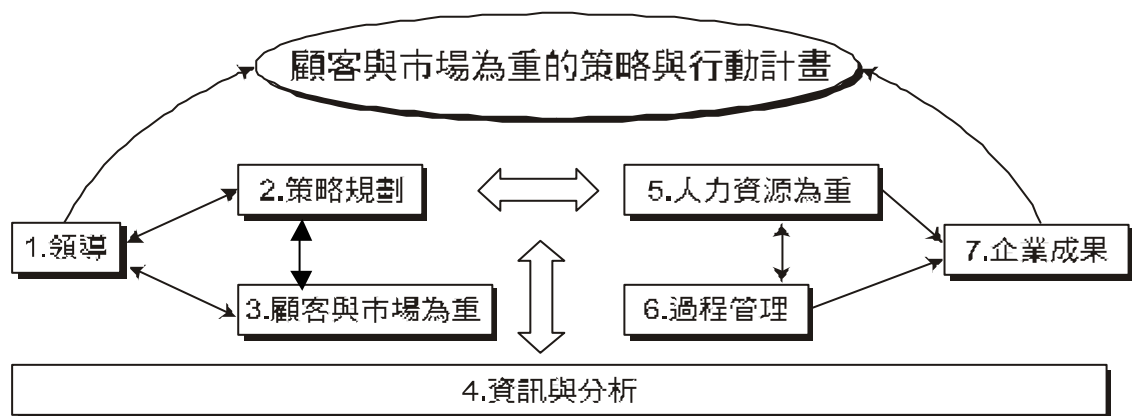 顧客與市場為重的策略與行動計畫
2.策略規劃
5.人力資源為重
1.領導
7.企業成果
3.顧客與市場為重
6.過程管理
4.資訊與分析